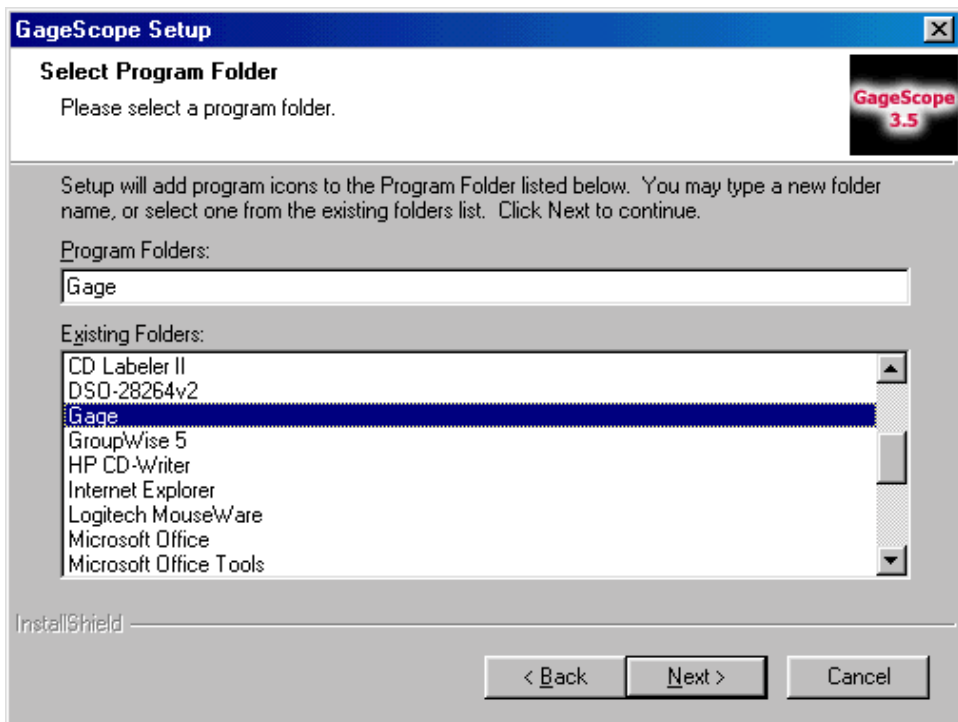 GageScope Setup
Select Program Folder
Please select a program folder.
GageScope
3.5
Setup will add program icons to the Program Folder listed below.  You may type a new folder
name, or select one from the existing folders list.  Click Next to continue.
Program Folders:
Gage
Existing Folders:
CD Labeler II
DSO-28264v2
Gage
GroupWise 5
HP CD-Writer
Internet Explorer
Logitech MouseWare
Microsoft Office
Microsoft Office Tools
InstallShield
< Back
Next >
Cancel